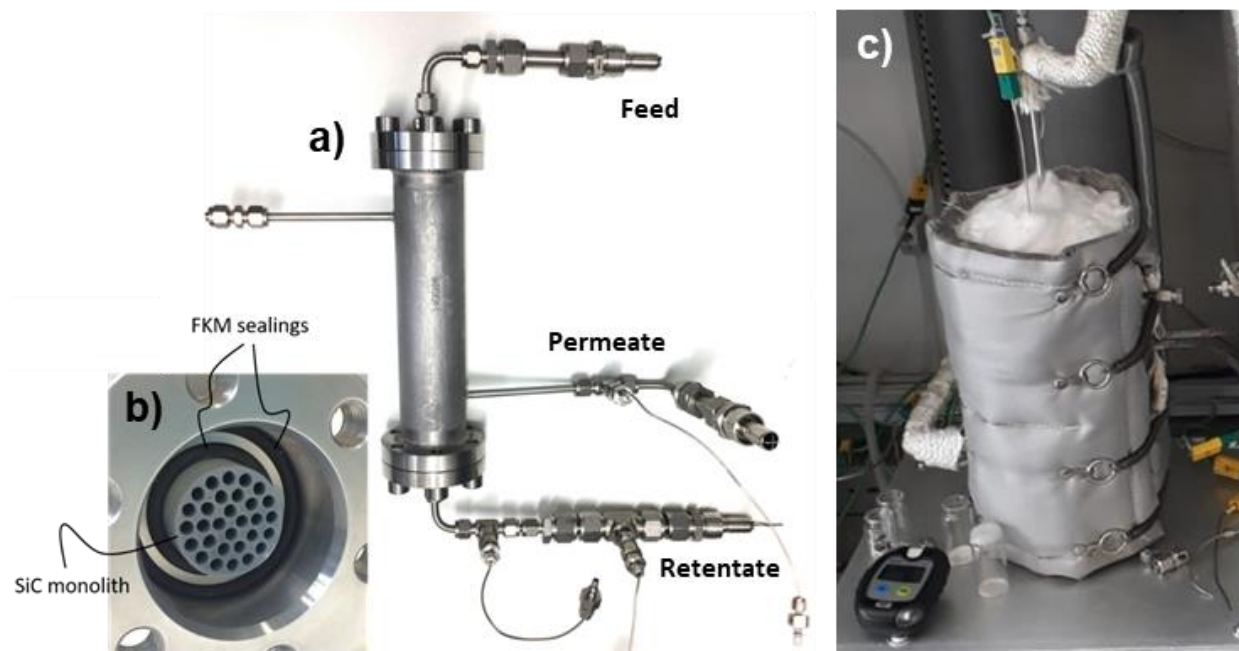 a)
Feed
Permeate
Retentate
FKM sealings
b)
SiC monolith
c)